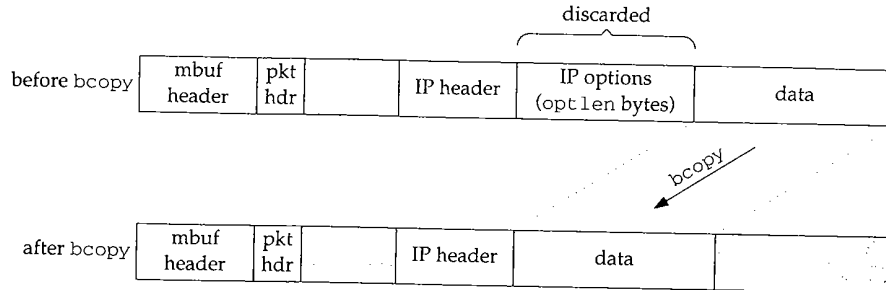 discarded
before bcopy
mbuf
header
pkt
hdr
IP header
IP options
(optlen bytes)
data
bcopy
after bcopy
mbuf
header
pkt
hdr
IP header
data